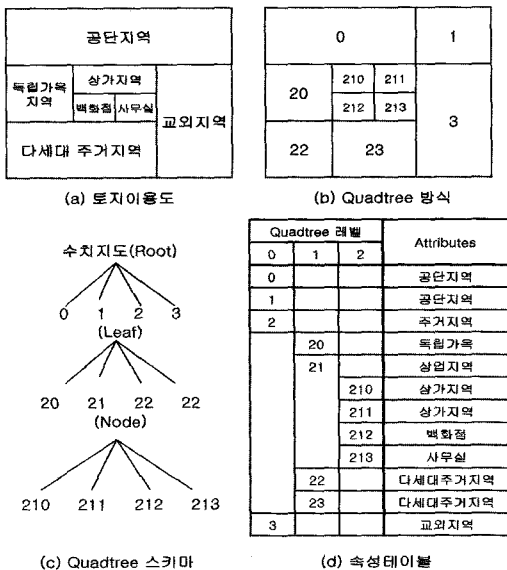 공단지역
독립가옥
지역
상가지역
백화점 사무실
교외지역
다세대 주거지역
(a) 토지이용도
0 1
20
210 211
212 213
3
22 23
(b) Quadtree 방식
수치지도(Root)
0 1 2 3
(Leaf)
20 21 22 22
(Node)
210 211 212 213
(c) Quadtree 스키마
Quadtree 레벨 Attributes
0 1 2
0 공단지역
1 공단지역
2 주거지역
20 독립가옥
21 상업지역
210 상가지역
211 상가지역
212 백화점
213 사무실
22 다세대주거지역
23 다세대주거지역
3 교외지역
(d) 속성테이블